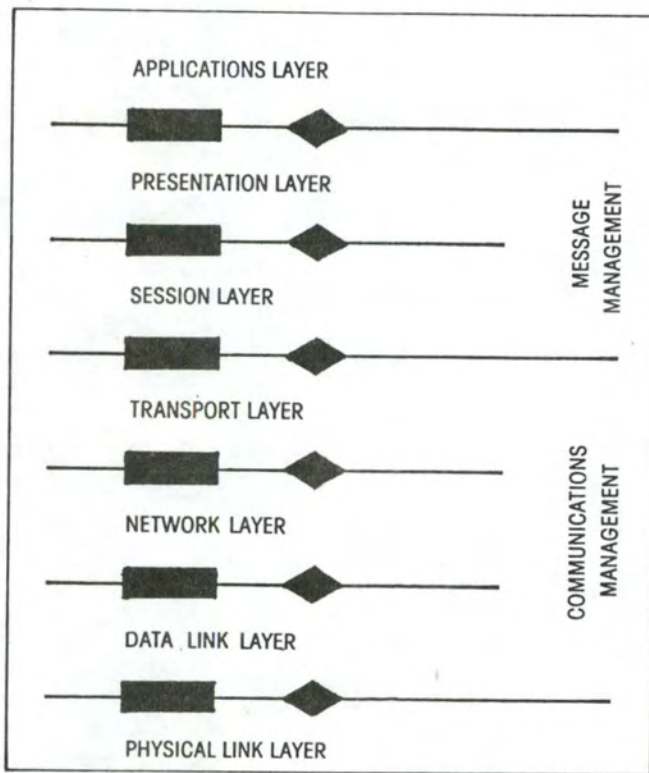 APPLICATIONS LAYER
PRESENTATION LAYER
SESSION LAYER
TRANSPORT LAYER
NETWORK LAYER
DATA LINK LAYER
PHYSICAL LINK LAYER
MESSAGE
MANAGEMENT
COMMUNICATIONS
MANAGEMENT